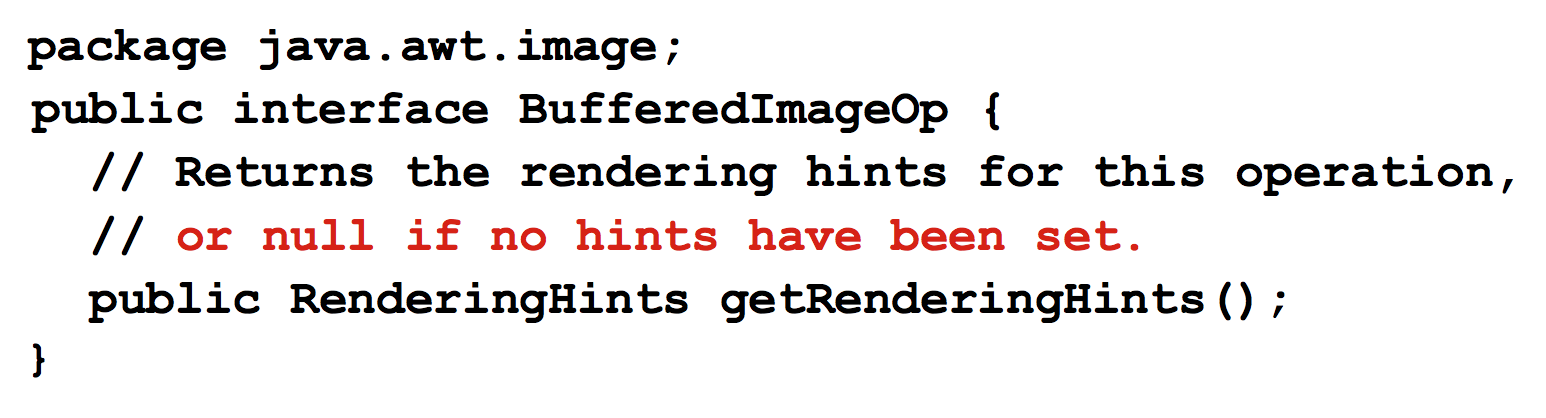 package java.awt.image;
public interface BufferedImageOp {
// Returns the rendering hints for this operation,
// or null if no hints have been set.
public RenderingHints getRenderingHints();
}